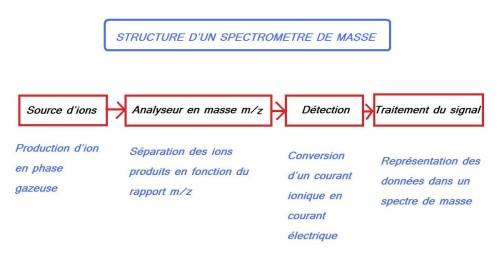 STRUCTURE D'UN SPECTROMETRE DE MASSE
Source d'ions
Analyseur en masse m/z
Détection
Traitement du signal
Production d'ion
en phase
gazeuse
Séparation des ions
produits en fonction du
rapport m/z
Conversion
d'un courant
ionique en
courant
électrique
Représentation des
données dans un
spectre de masse